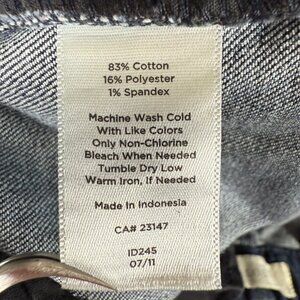 83% Cotton
16% Polyester
1% Spandex
Machine Wash Cold
With Like Colors
Only Non-Chlorine
Bleach When Needed
Tumble Dry Low
Warm Iron, If Needed
Made In Indonesia
CA# 23147
ID245
07/11